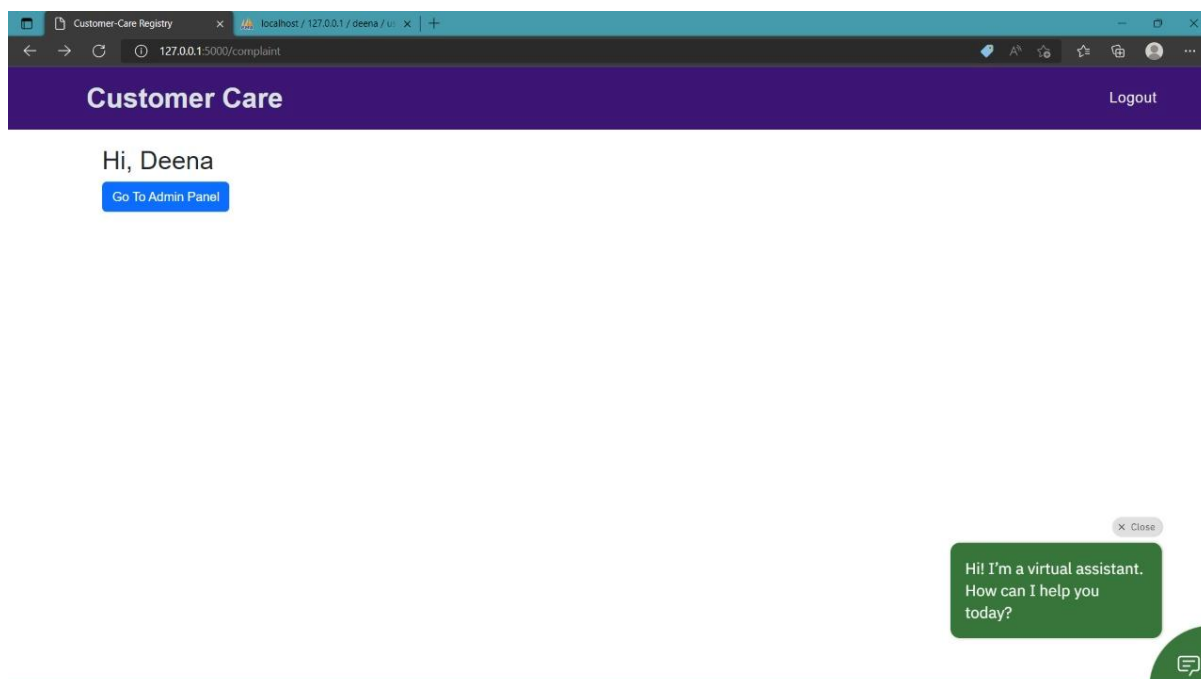 Customer-Care Registry
localhost / 127.0.0.1 / deena / us
127.0.0.1:5000/complaint
Customer Care
Logout
Hi, Deena
Go To Admin Panel
× Close
Hi! I'm a virtual assistant.
How can I help you
today?